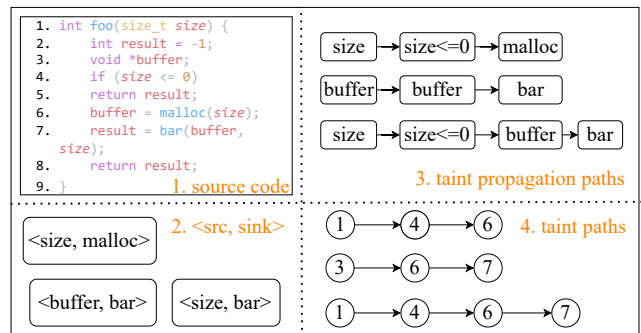 1. int foo(size_t size) {
2. int result = -1;
3. void *buffer;
4. if (size <= 0)
5. return result;
6. buffer = malloc(size);
7. result = bar(buffer,
size);
8. return result;
9. }
1. source code
2. <src, sink>
<size, malloc>
<buffer, bar> <size, bar>
size size<=0 malloc
buffer buffer bar
size size<=0 buffer bar
3. taint propagation paths
4. taint paths
1 4 6
3 6 7
1 4 6 7